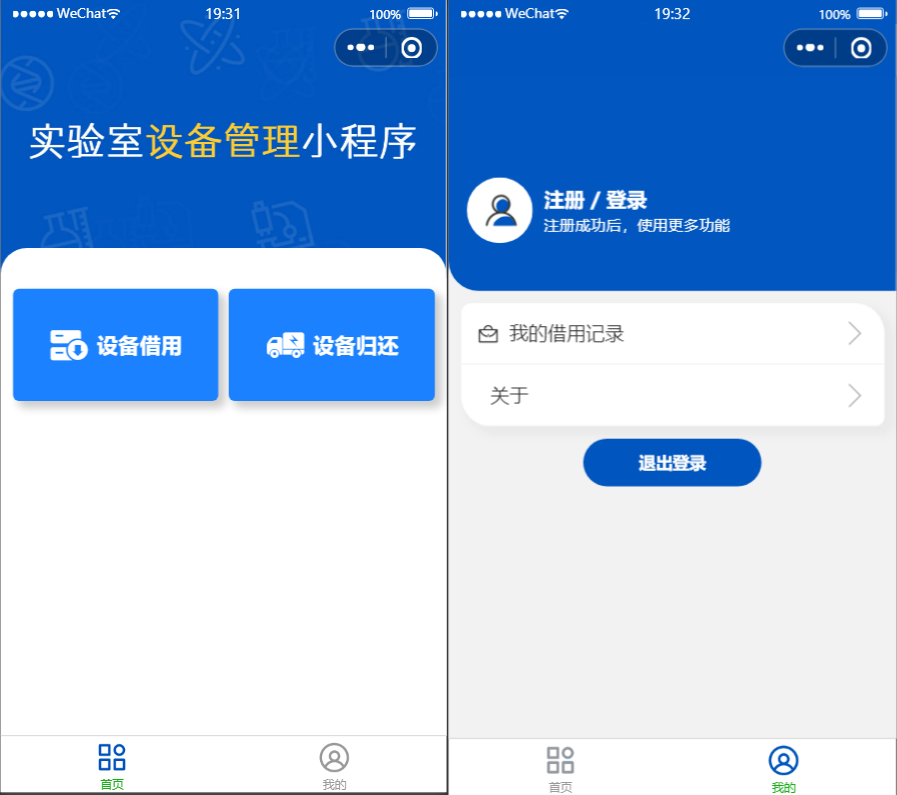 WeChat 19:31 100%
实验室设备管理小程序
设备借用 设备归还
首页 我的
WeChat 19:32 100%
注册 / 登录
注册成功后，使用更多功能
我的借用记录
关于
退出登录
首页 我的